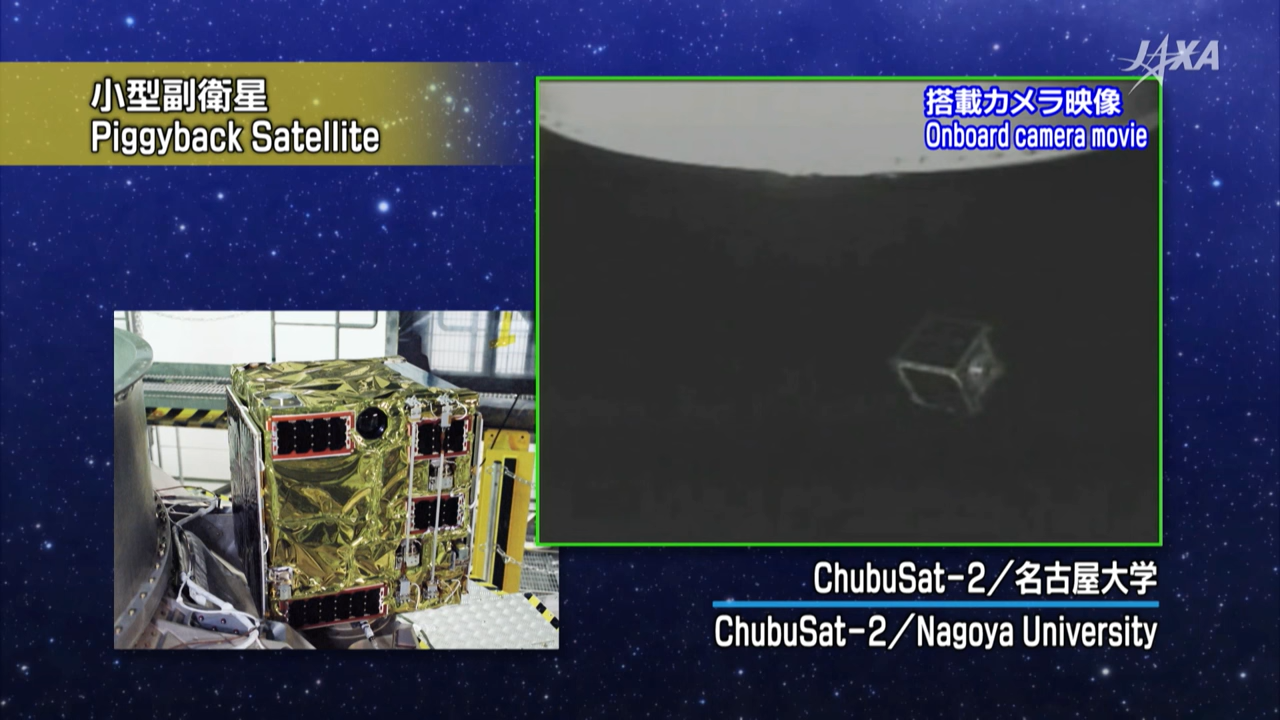 JAXA
小型副衛星
Piggyback Satellite
搭載カメラ映像
Onboard camera movie
ChubuSat-2／名古屋大学
ChubuSat-2／Nagoya University